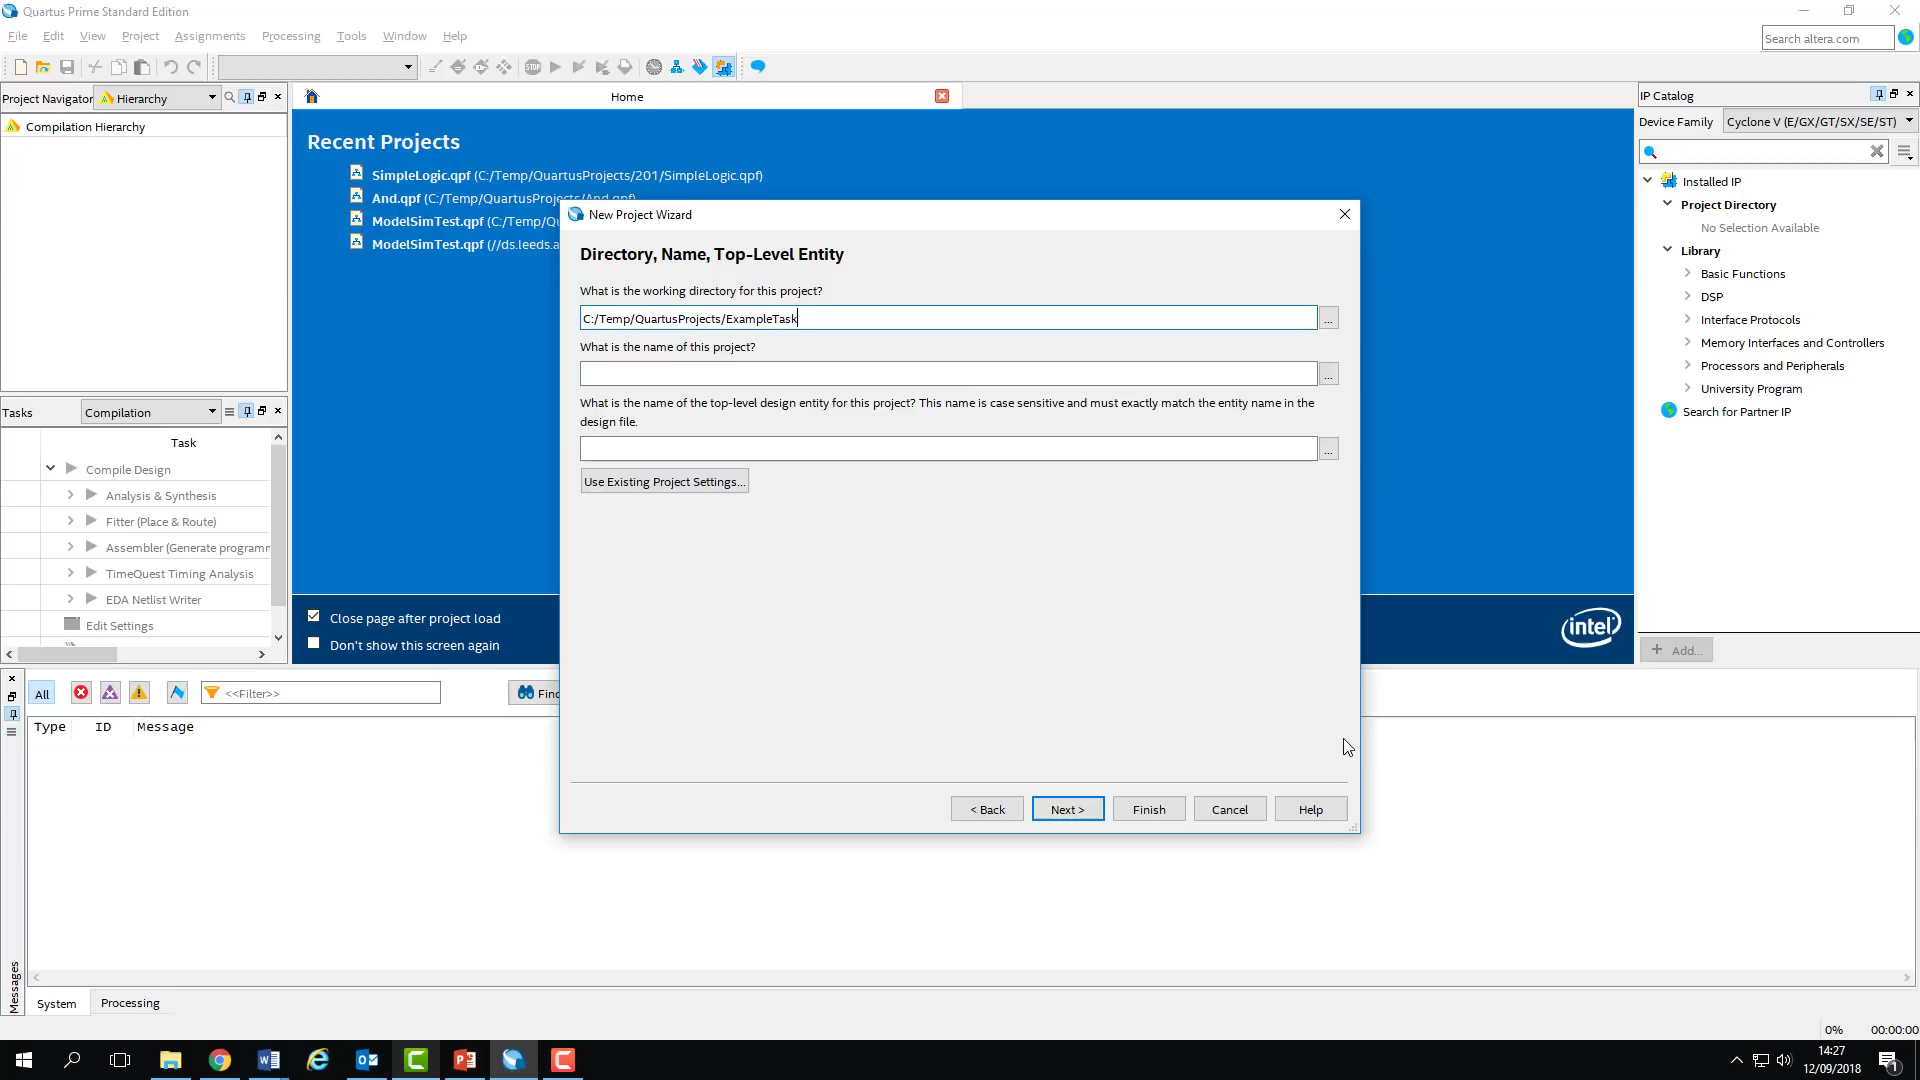 Quartus Prime Standard Edition
File Edit View Project Assignments Processing Tools Window Help
Search altera.com
Project Navigator Hierarchy
Compilation Hierarchy
Home
Recent Projects
SimpleLogic.qpf (C:/Temp/QuartusProjects/201/SimpleLogic.qpf)
And.qpf (C:/Temp/QuartusProjects/And.qpf)
ModelSimTest.qpf (C:/Temp/Qu
ModelSimTest.qpf (//ds.leeds.a
Close page after project load
Don't show this screen again
intel
New Project Wizard
Directory, Name, Top-Level Entity
What is the working directory for this project?
C:/Temp/QuartusProjects/ExampleTask
...
What is the name of this project?
...
What is the name of the top-level design entity for this project? This name is case sensitive and must exactly match the entity name in the
design file.
...
Use Existing Project Settings...
< Back Next > Finish Cancel Help
IP Catalog
Device Family Cyclone V (E/GX/GT/SX/SE/ST)
Installed IP
Project Directory
No Selection Available
Library
Basic Functions
DSP
Interface Protocols
Memory Interfaces and Controllers
Processors and Peripherals
University Program
Search for Partner IP
+ Add...
Tasks Compilation
Task
Compile Design
Analysis & Synthesis
Fitter (Place & Route)
Assembler (Generate programm
TimeQuest Timing Analysis
EDA Netlist Writer
Edit Settings
All <<Filter>> Find
Type ID Message
Messages
System Processing
0% 00:00:00
14:27
12/09/2018
1